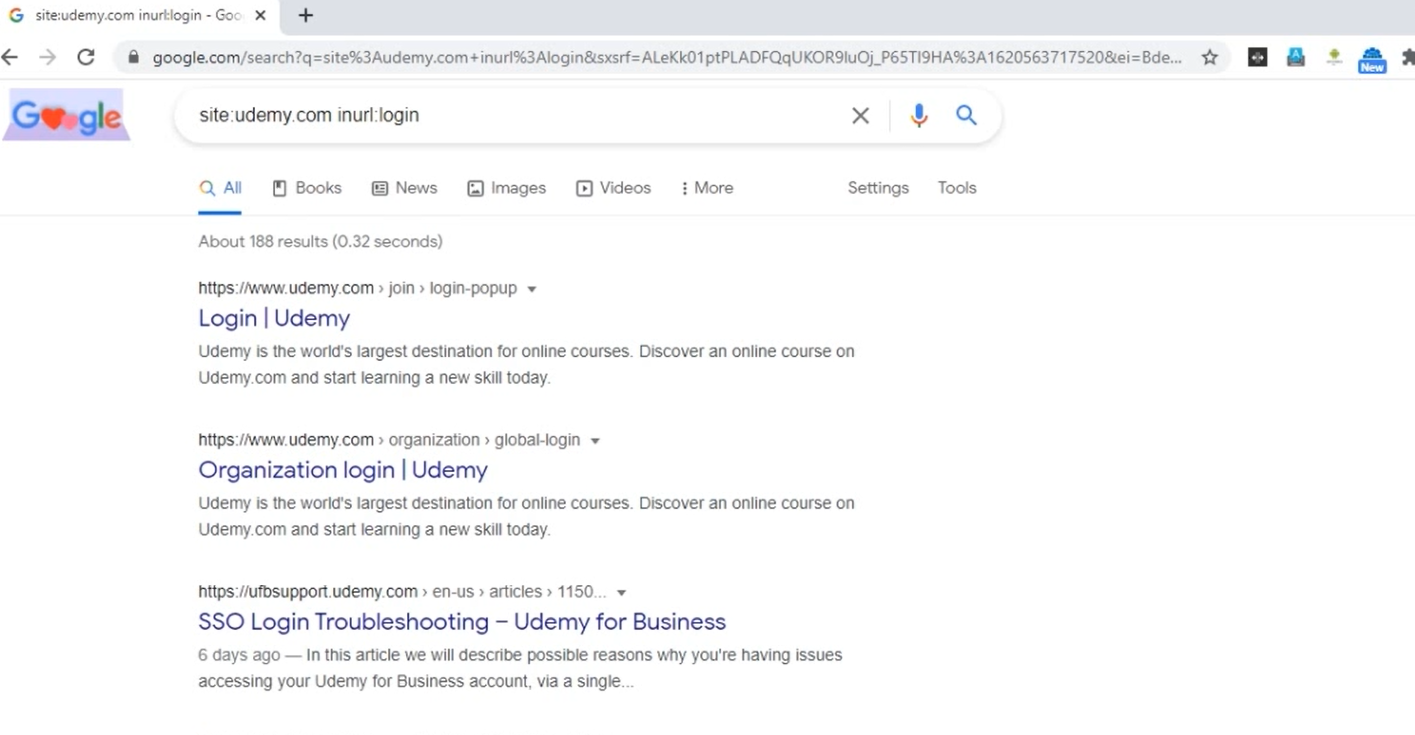 site:udemy.com inurl:login - Goo
google.com/search?q=site%3Audemy.com+inurl%3Alogin&sxsrf=ALeKk01ptPLADFQqUKOR9luOj_P65TI9HA%3A1620563717520&ei=Bde...
New
Google
site:udemy.com inurl:login
All Books News Images Videos More Settings Tools
About 188 results (0.32 seconds)
https://www.udemy.com › join › login-popup
Login | Udemy
Udemy is the world's largest destination for online courses. Discover an online course on
Udemy.com and start learning a new skill today.
https://www.udemy.com › organization › global-login
Organization login | Udemy
Udemy is the world's largest destination for online courses. Discover an online course on
Udemy.com and start learning a new skill today.
https://ufbsupport.udemy.com › en-us › articles › 1150...
SSO Login Troubleshooting – Udemy for Business
6 days ago — In this article we will describe possible reasons why you're having issues
accessing your Udemy for Business account, via a single...